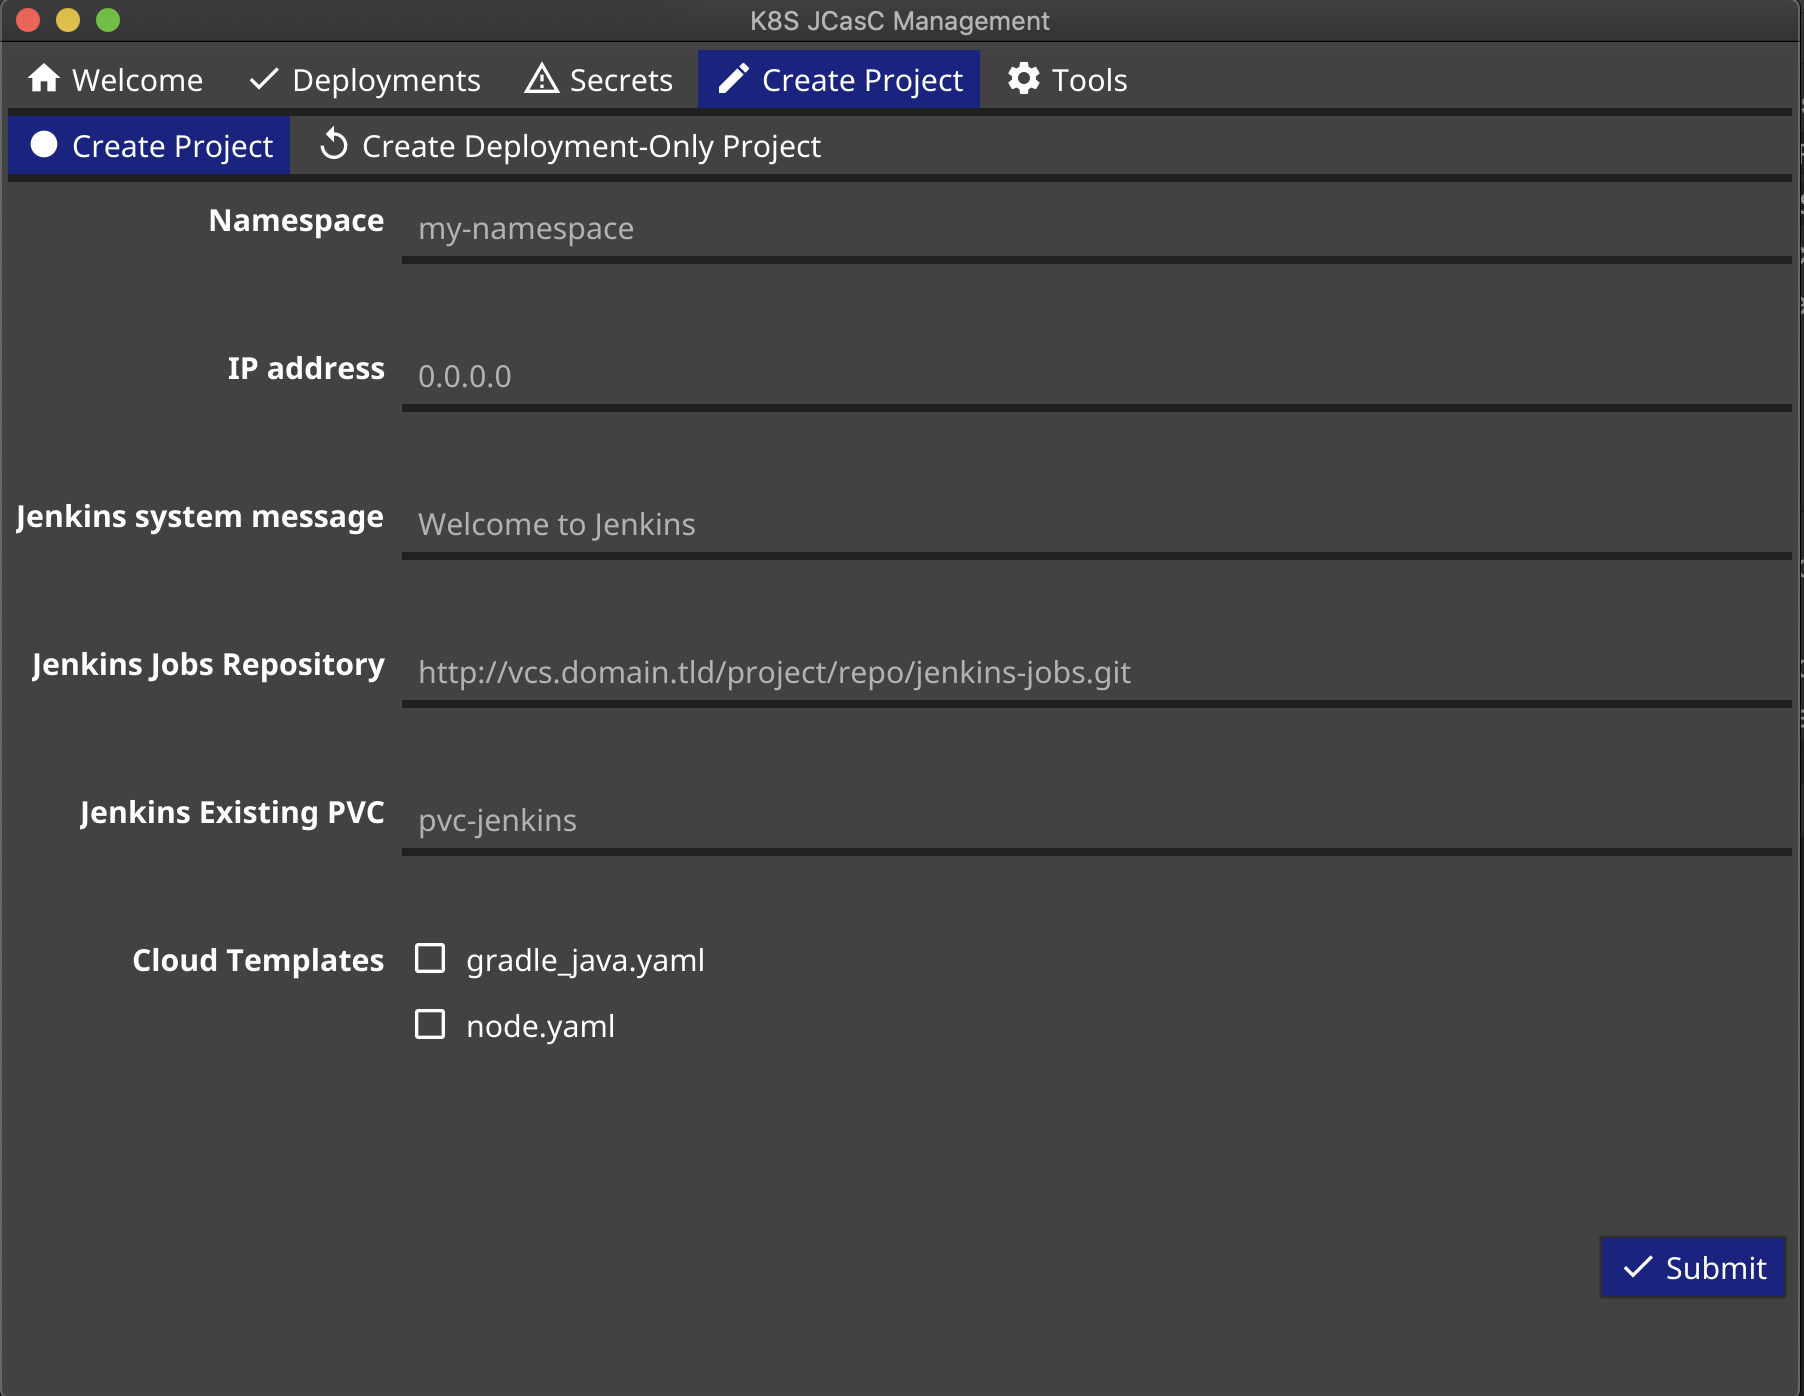 K8S JCasC Management
Welcome Deployments Secrets Create Project Tools
Create Project Create Deployment-Only Project
Namespace my-namespace
IP address 0.0.0.0
Jenkins system message Welcome to Jenkins
Jenkins Jobs Repository http://vcs.domain.tld/project/repo/jenkins-jobs.git
Jenkins Existing PVC pvc-jenkins
Cloud Templates gradle_java.yaml
node.yaml
Submit